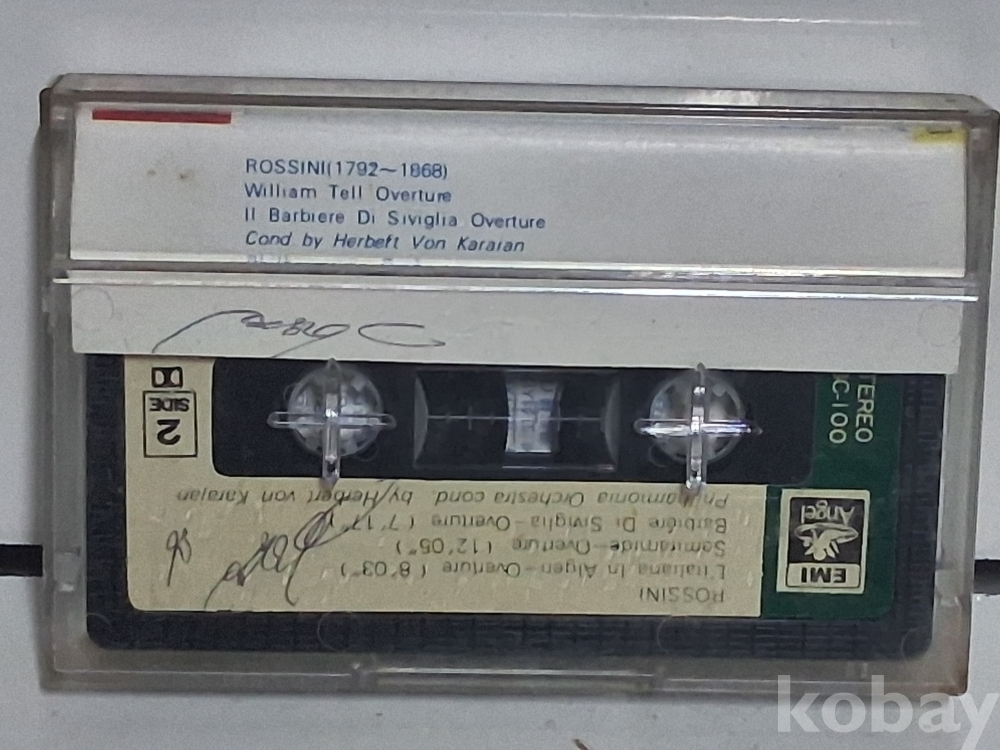 ROSSINI(1792~1868)
William Tell Overture
Il Barbiere Di Siviglia Overture
Cond by Herbeft Von Karaian
SIDE
2
STEREO
C-100
ROSSINI
L'Italiana In Algeri-Overture ( 8'03")
Semiramide-Overture ( 12'05")
Barbiére Di Siviglia-Overture ( 7'17")
Philharmonia Orchestra cond. by/Herbert von Karajan
EMI
Angel
kobay